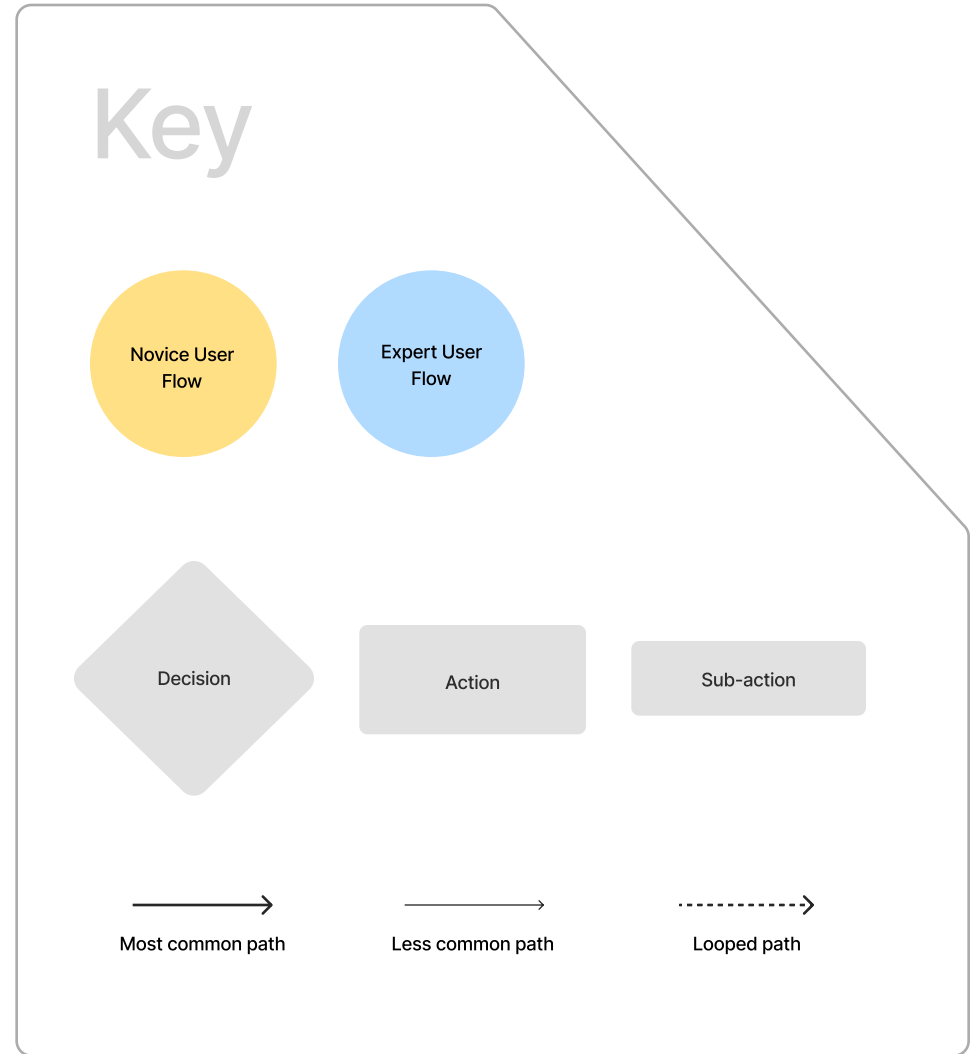 Key
Novice User
Flow
Expert User
Flow
Decision
Action
Sub-action
Most common path
Less common path
Looped path